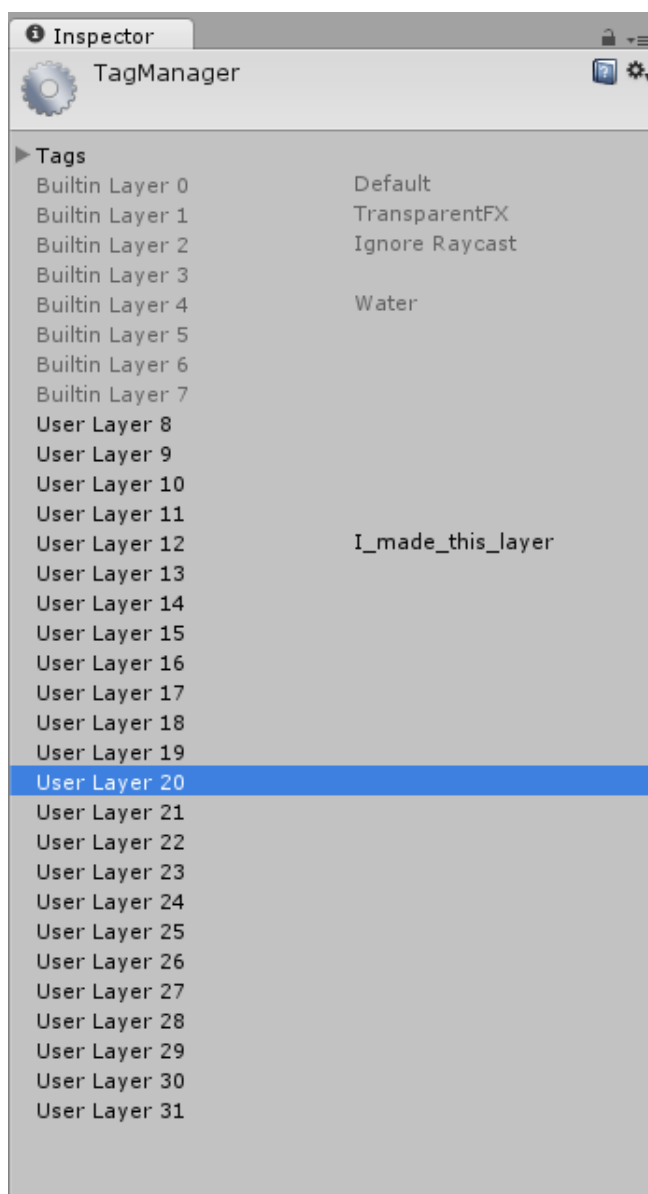 Inspector
TagManager
Tags
Builtin Layer 0 Default
Builtin Layer 1 TransparentFX
Builtin Layer 2 Ignore Raycast
Builtin Layer 3
Builtin Layer 4 Water
Builtin Layer 5
Builtin Layer 6
Builtin Layer 7
User Layer 8
User Layer 9
User Layer 10
User Layer 11
User Layer 12 I_made_this_layer
User Layer 13
User Layer 14
User Layer 15
User Layer 16
User Layer 17
User Layer 18
User Layer 19
User Layer 20
User Layer 21
User Layer 22
User Layer 23
User Layer 24
User Layer 25
User Layer 26
User Layer 27
User Layer 28
User Layer 29
User Layer 30
User Layer 31